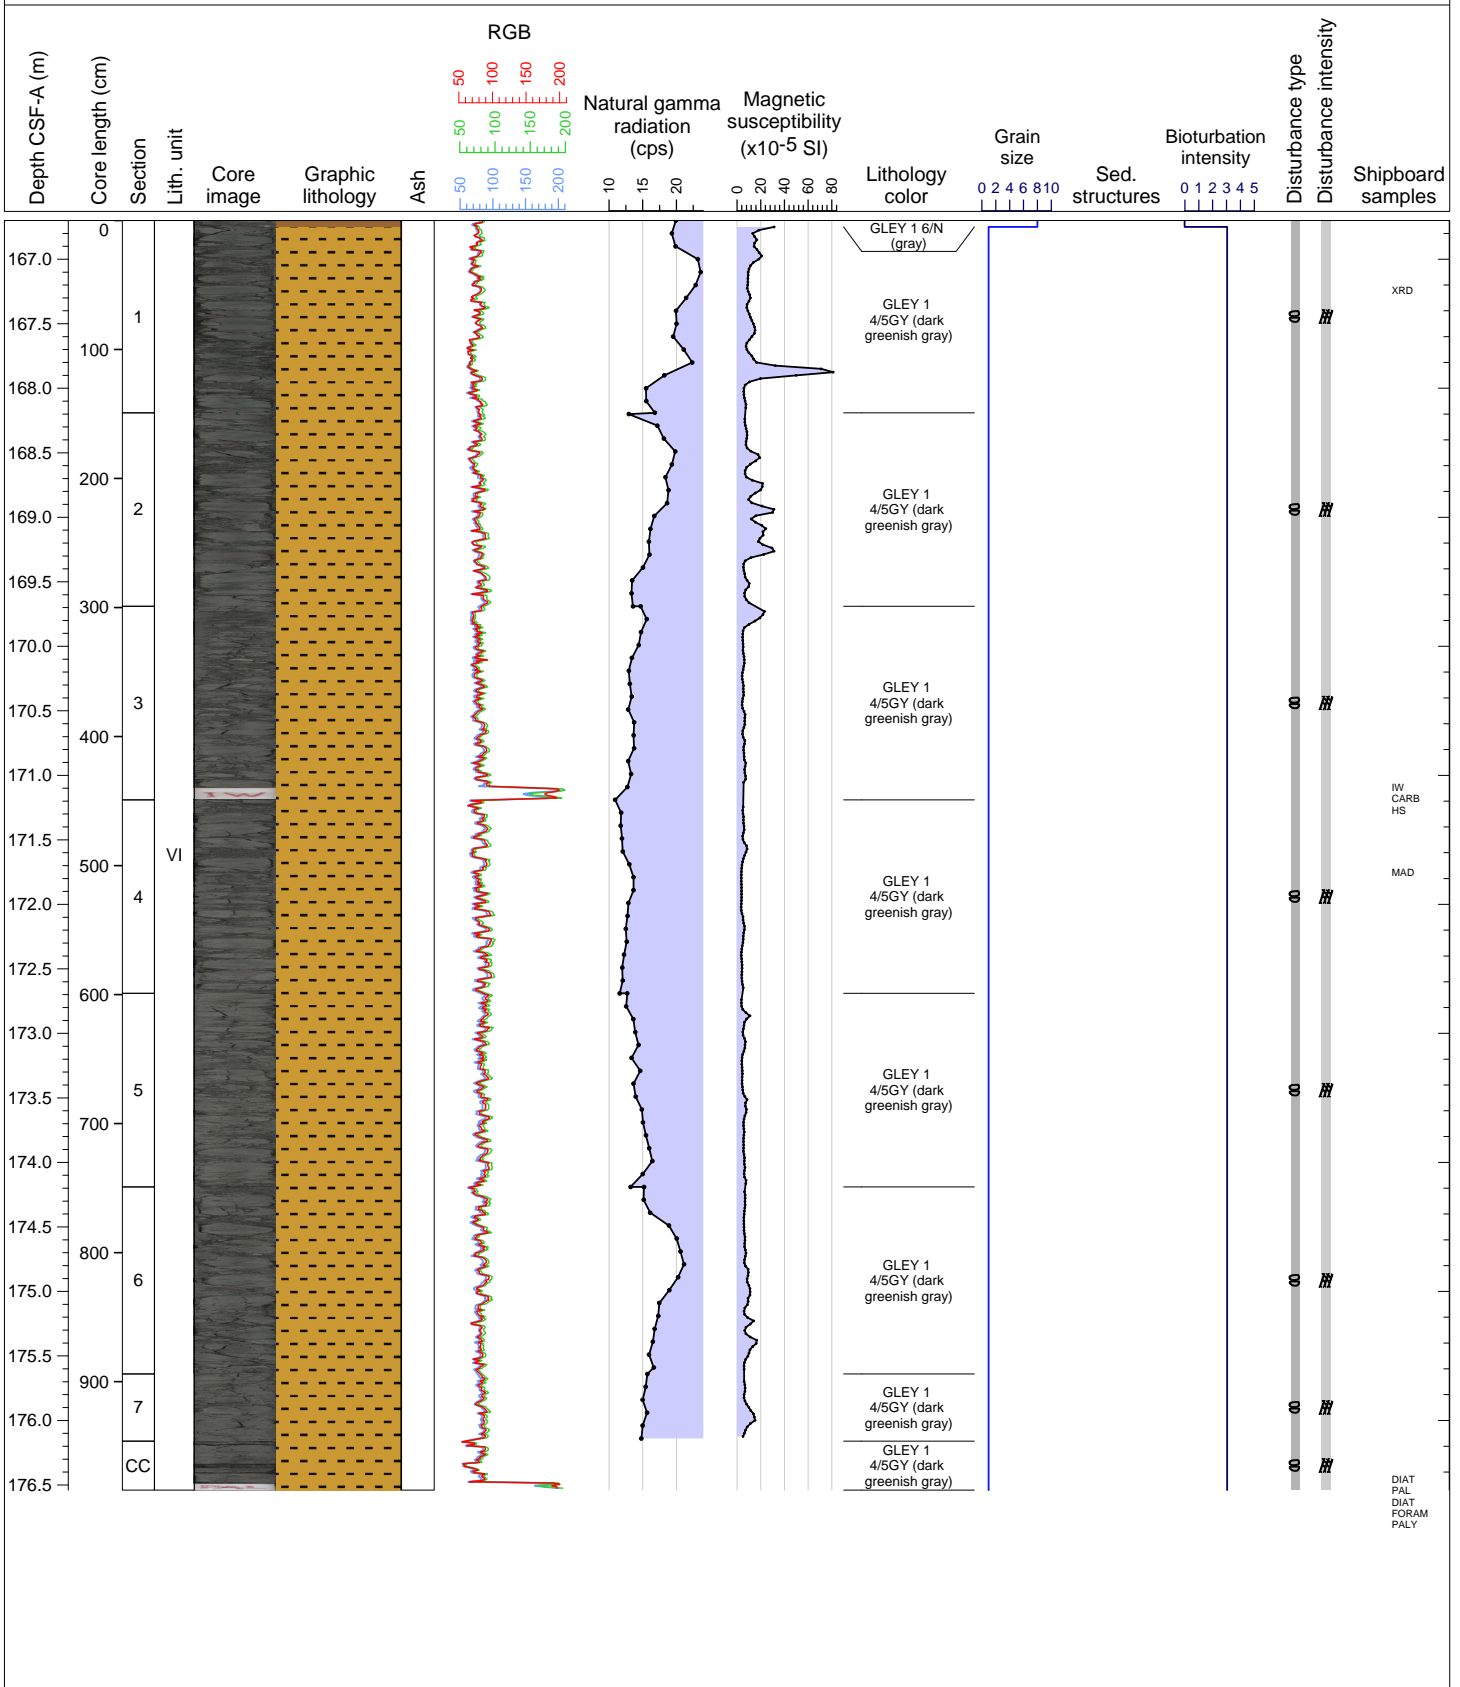 Depth CSF-A (m)
Core length (cm)
Section
Lith. unit
Core
image
Graphic
lithology
Ash
RGB
50 100 150 200
50 100 150 200
50 100 150 200
Natural gamma
radiation
(cps)
10 15 20
Magnetic
susceptibility
(x10-5 SI)
0 20 40 60 80
Lithology
color
Grain
size
0 2 4 6 8 10
Sed.
structures
Bioturbation
intensity
0 1 2 3 4 5
Disturbance type
Disturbance intensity
Shipboard
samples
167.0
167.5
168.0
168.5
169.0
169.5
170.0
170.5
171.0
171.5
172.0
172.5
173.0
173.5
174.0
174.5
175.0
175.5
176.0
176.5
0
100
200
300
400
500
600
700
800
900
1
2
3
4
5
6
7
CC
VI
GLEY 1 6/N
(gray)
GLEY 1
4/5GY (dark
greenish gray)
GLEY 1
4/5GY (dark
greenish gray)
GLEY 1
4/5GY (dark
greenish gray)
GLEY 1
4/5GY (dark
greenish gray)
GLEY 1
4/5GY (dark
greenish gray)
GLEY 1
4/5GY (dark
greenish gray)
GLEY 1
4/5GY (dark
greenish gray)
GLEY 1
4/5GY (dark
greenish gray)
XRD
IW
CARB
HS
MAD
DIAT
PAL
DIAT
FORAM
PALY